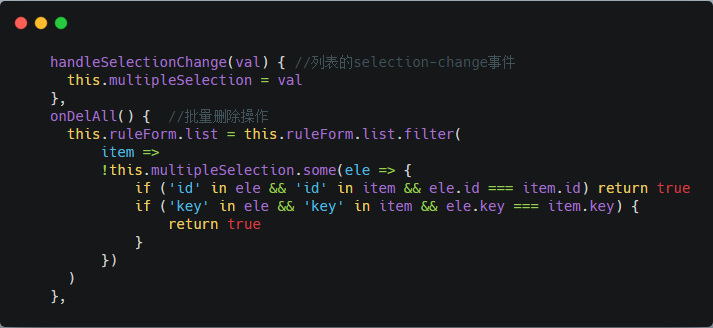 handleSelectionChange(val) { //列表的selection-change事件
  this.multipleSelection = val
},
onDelAll() {  //批量删除操作
  this.ruleForm.list = this.ruleForm.list.filter(
      item =>
      !this.multipleSelection.some(ele => {
          if ('id' in ele && 'id' in item && ele.id === item.id) return true
          if ('key' in ele && 'key' in item && ele.key === item.key) {
              return true
          }
      })
  )
},